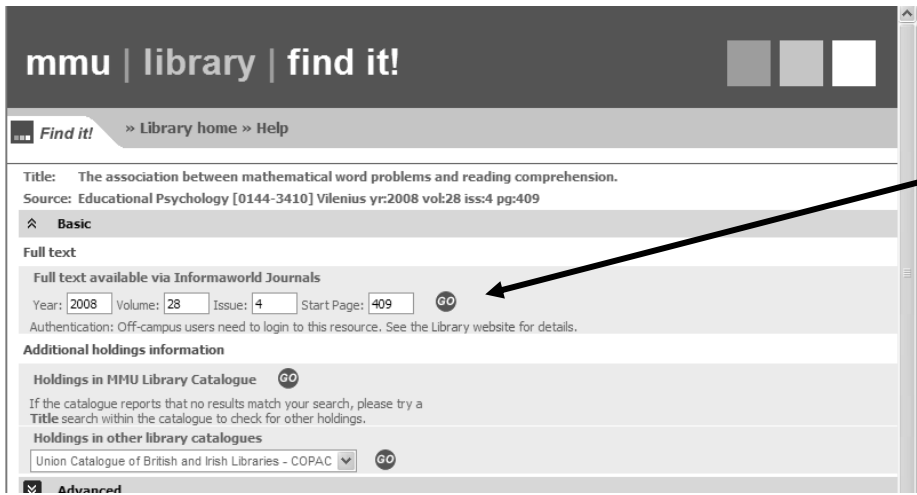 mmu | library | find it!
Find it! » Library home » Help
Title: The association between mathematical word problems and reading comprehension.
Source: Educational Psychology [0144-3410] Vilenius yr:2008 vol:28 iss:4 pg:409
Basic
Full text
Full text available via Informaworld Journals
Year: 2008 Volume: 28 Issue: 4 Start Page: 409 GO
Authentication: Off-campus users need to login to this resource. See the Library website for details.
Additional holdings information
Holdings in MMU Library Catalogue GO
If the catalogue reports that no results match your search, please try a
Title search within the catalogue to check for other holdings.
Holdings in other library catalogues
Union Catalogue of British and Irish Libraries - COPAC GO
Advanced